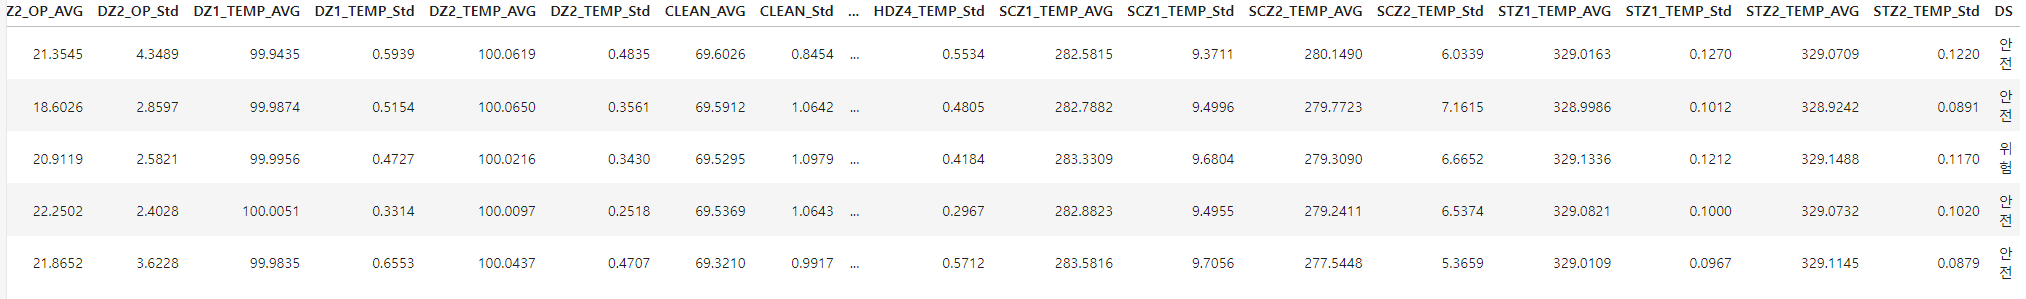 Z2_OP_AVG DZ2_OP_Std DZ1_TEMP_AVG DZ1_TEMP_Std DZ2_TEMP_AVG DZ2_TEMP_Std CLEAN_AVG CLEAN_Std ... HDZ4_TEMP_Std SCZ1_TEMP_AVG SCZ1_TEMP_Std SCZ2_TEMP_AVG SCZ2_TEMP_Std STZ1_TEMP_AVG STZ1_TEMP_Std STZ2_TEMP_AVG STZ2_TEMP_Std DS
21.3545 4.3489 99.9435 0.5939 100.0619 0.4835 69.6026 0.8454 ... 0.5534 282.5815 9.3711 280.1490 6.0339 329.0163 0.1270 329.0709 0.1220 안전
18.6026 2.8597 99.9874 0.5154 100.0650 0.3561 69.5912 1.0642 ... 0.4805 282.7882 9.4996 279.7723 7.1615 328.9986 0.1012 328.9242 0.0891 안전
20.9119 2.5821 99.9956 0.4727 100.0216 0.3430 69.5295 1.0979 ... 0.4184 283.3309 9.6804 279.3090 6.6652 329.1336 0.1212 329.1488 0.1170 위험
22.2502 2.4028 100.0051 0.3314 100.0097 0.2518 69.5369 1.0643 ... 0.2967 282.8823 9.4955 279.2411 6.5374 329.0821 0.1000 329.0732 0.1020 안전
21.8652 3.6228 99.9835 0.6553 100.0437 0.4707 69.3210 0.9917 ... 0.5712 283.5816 9.7056 277.5448 5.3659 329.0109 0.0967 329.1145 0.0879 안전